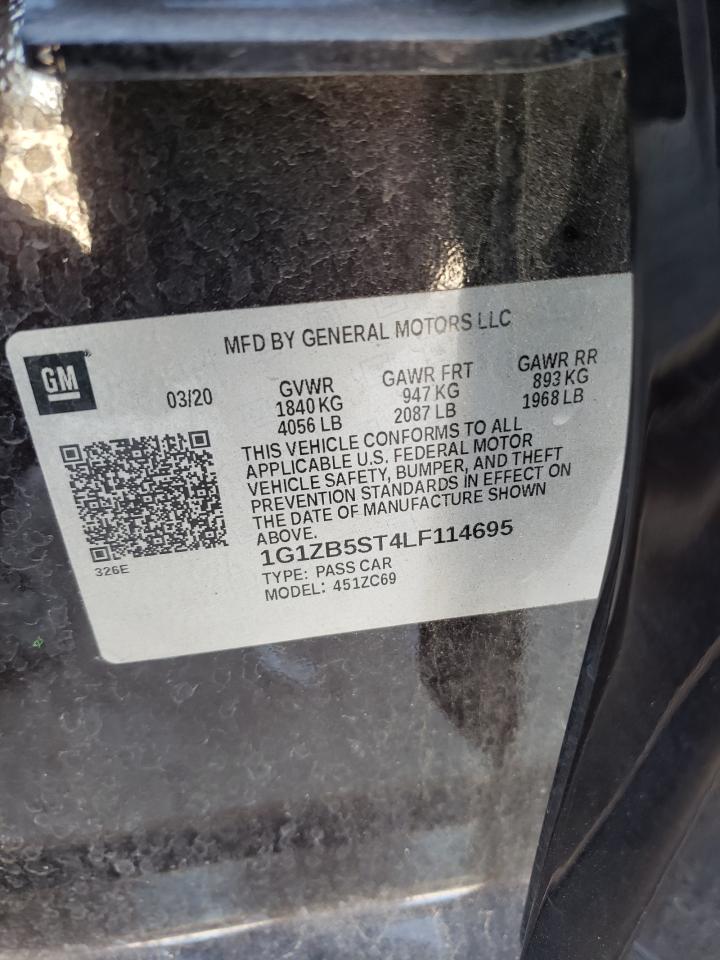 MFD BY GENERAL MOTORS LLC
GM
03/20
GVWR
1840 KG
4056 LB
GAWR FRT
947 KG
2087 LB
GAWR RR
893 KG
1968 LB
THIS VEHICLE CONFORMS TO ALL
APPLICABLE U.S. FEDERAL MOTOR
VEHICLE SAFETY, BUMPER, AND THEFT
PREVENTION STANDARDS IN EFFECT ON
THE DATE OF MANUFACTURE SHOWN
ABOVE.
1G1ZB5ST4LF114695
TYPE: PASS CAR
MODEL: 451ZC69
326E